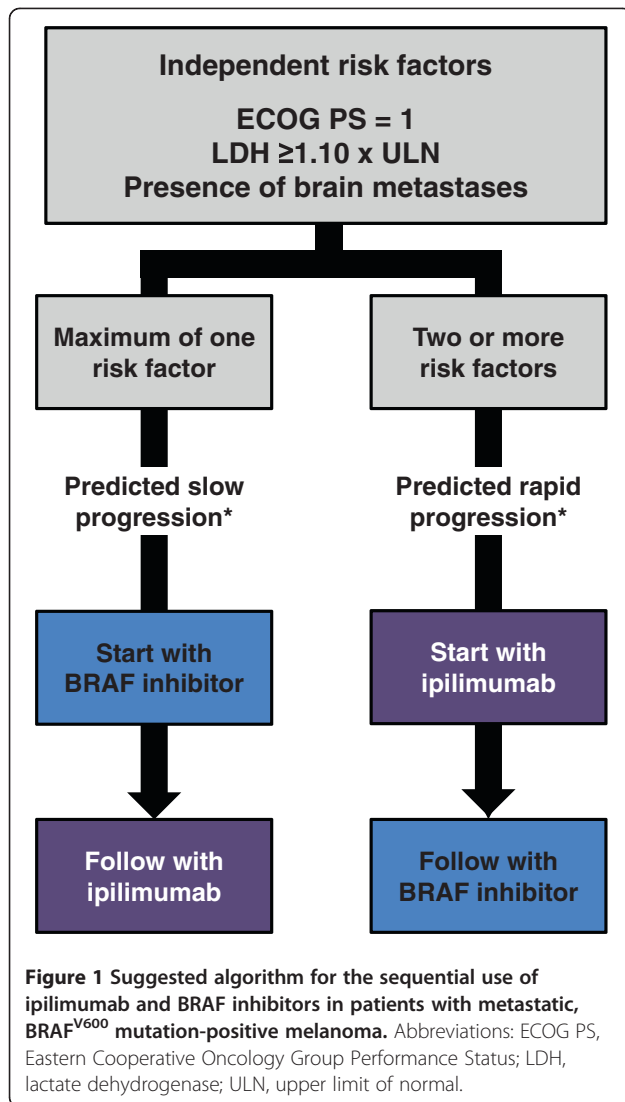 Independent risk factors
ECOG PS = 1
LDH ≥1.10 x ULN
Presence of brain metastases
Maximum of one
risk factor
Two or more
risk factors
Predicted slow
progression*
Predicted rapid
progression*
Start with
BRAF inhibitor
Start with
ipilimumab
Follow with
ipilimumab
Follow with
BRAF inhibitor
Figure 1 Suggested algorithm for the sequential use of
ipilimumab and BRAF inhibitors in patients with metastatic,
BRAF^V600 mutation-positive melanoma. Abbreviations: ECOG PS,
Eastern Cooperative Oncology Group Performance Status; LDH,
lactate dehydrogenase; ULN, upper limit of normal.